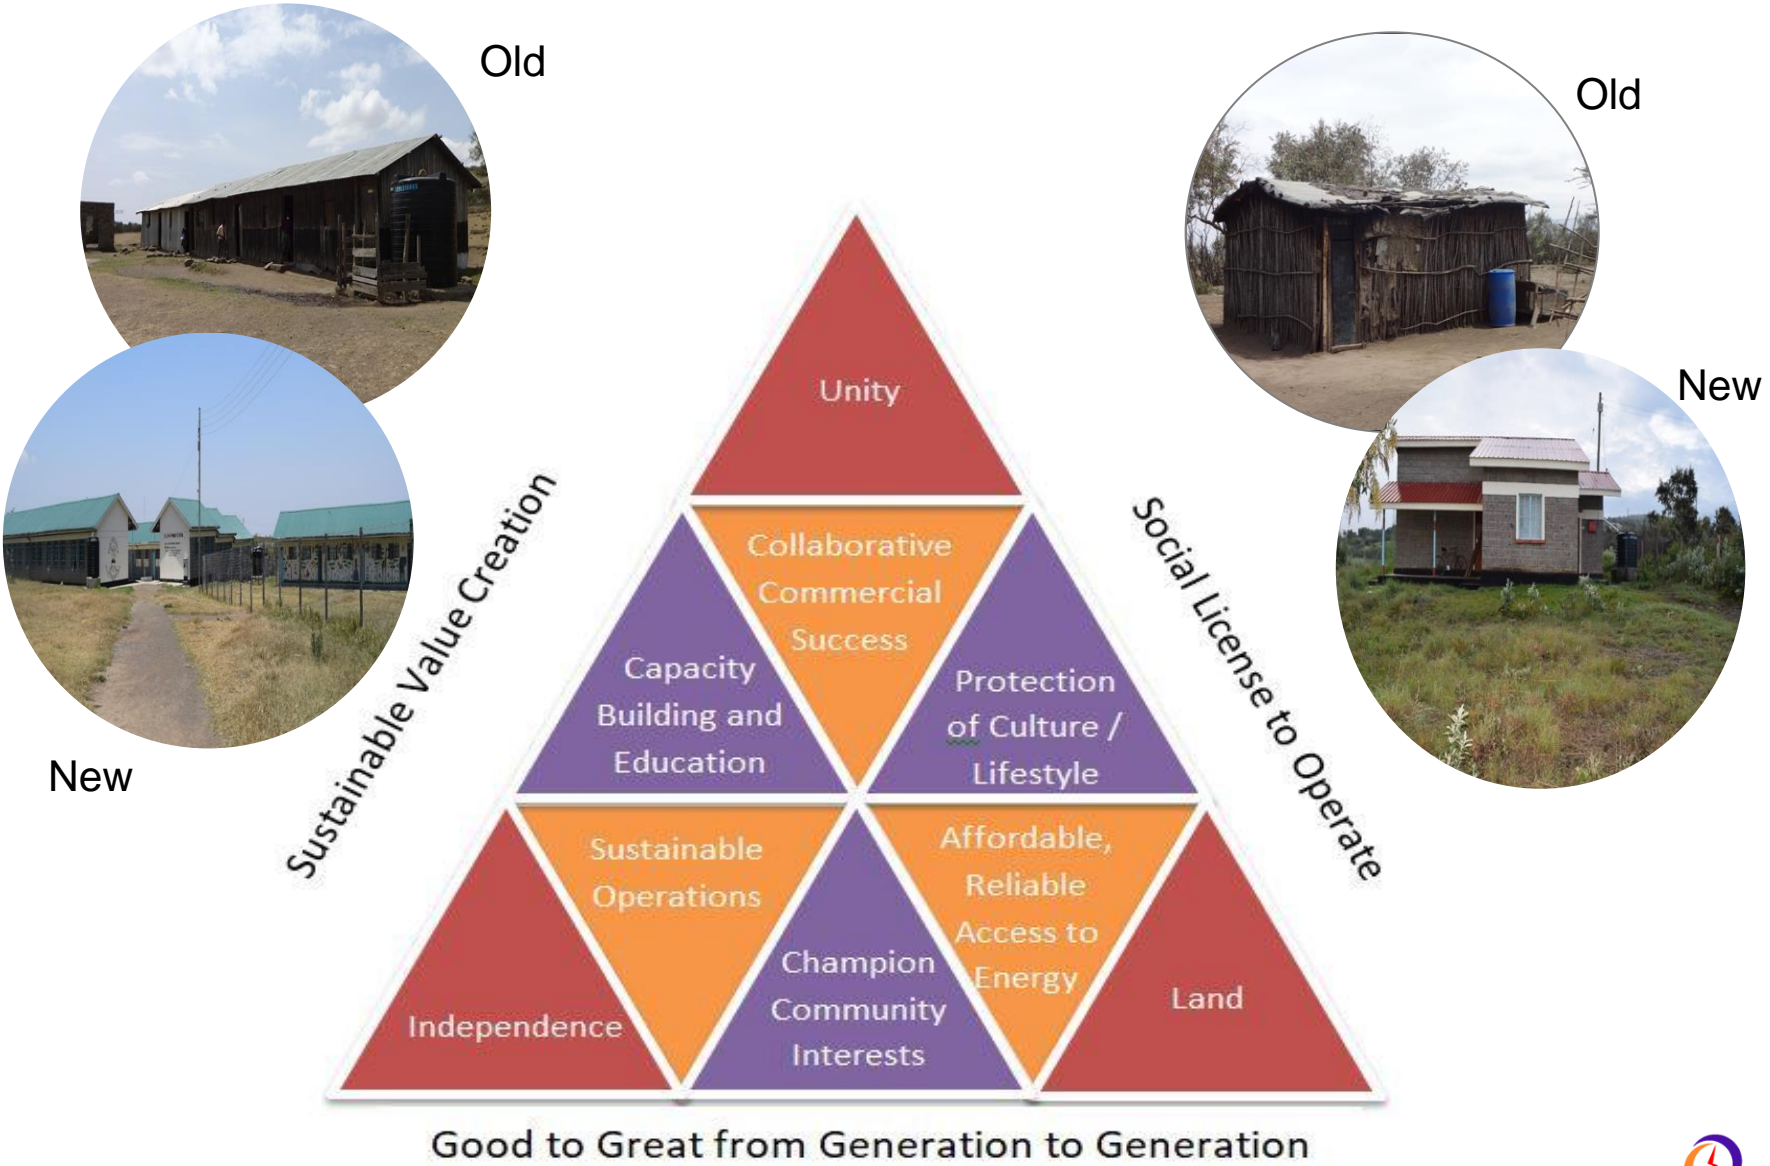 Old
Old
New
New
Unity
Collaborative
Commercial
Success
Capacity
Building and
Education
Protection
of Culture /
Lifestyle
Sustainable
Operations
Affordable,
Reliable
Access to
Energy
Independence
Champion
Community
Interests
Land
Sustainable Value Creation
Social License to Operate
Good to Great from Generation to Generation